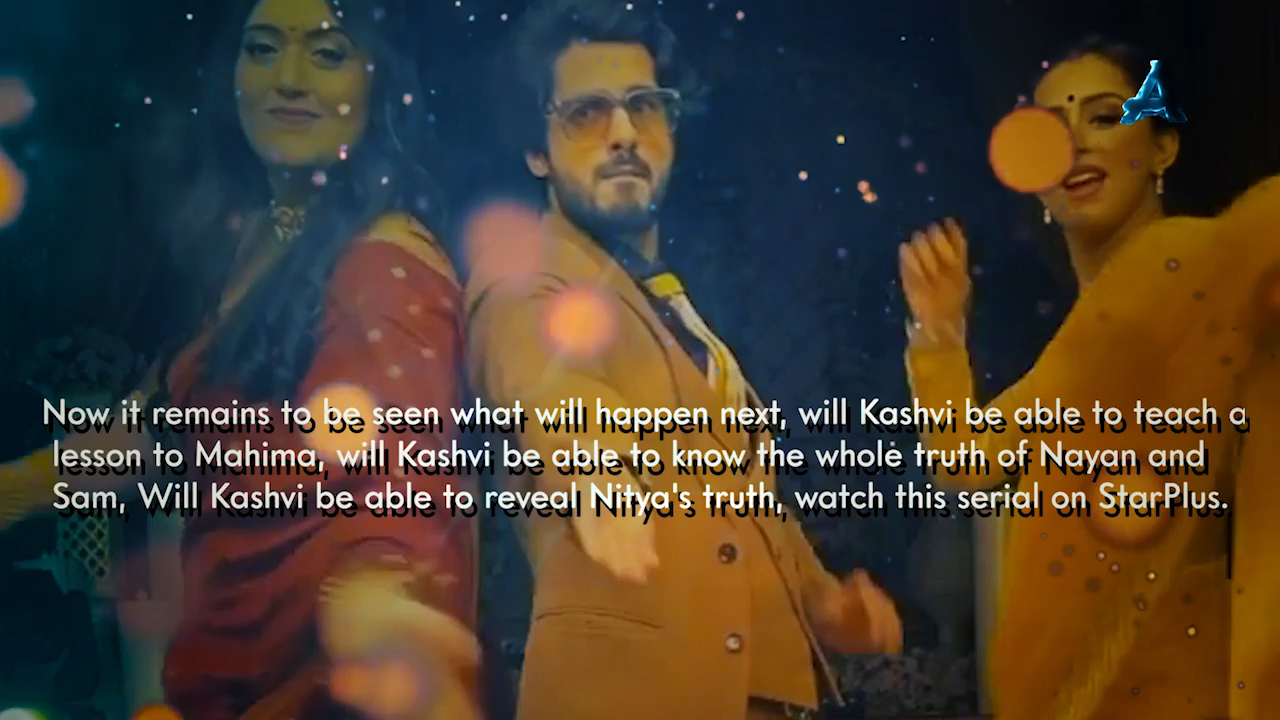 Now it remains to be seen what will happen next, will Kashvi be able to teach a
lesson to Mahima, will Kashvi be able to know the whole truth of Nayan and
Sam, Will Kashvi be able to reveal Nitya's truth, watch this serial on StarPlus.
A